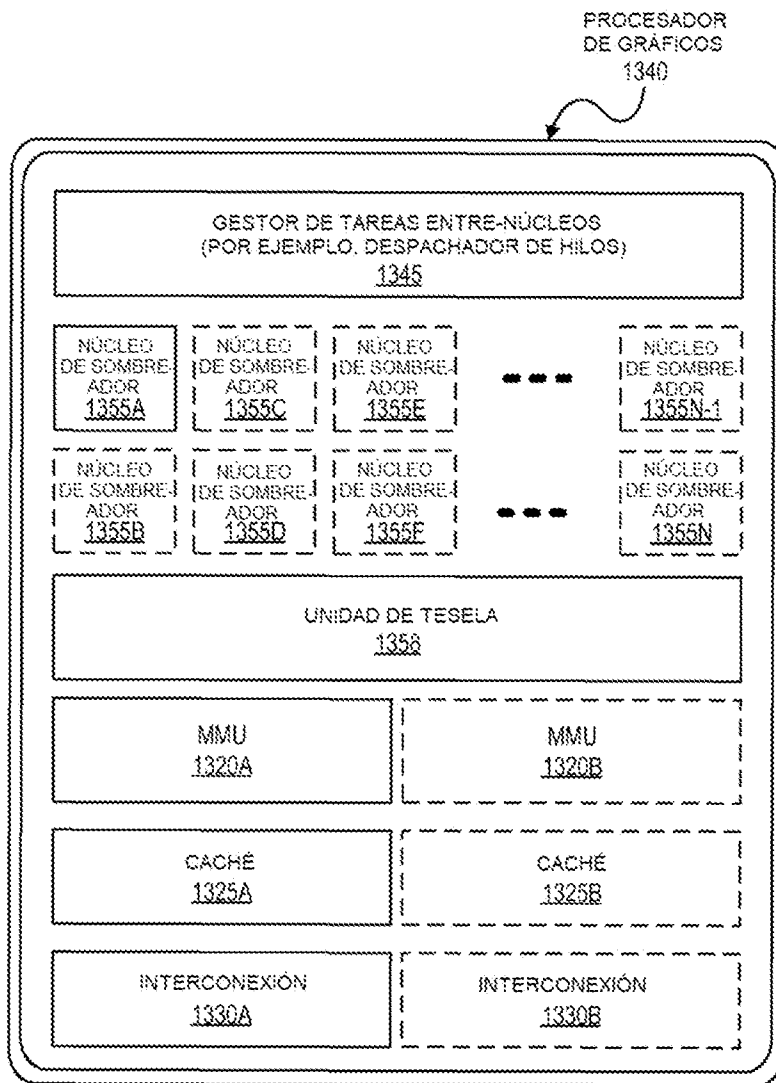 PROCESADOR
DE GRÁFICOS
1340
GESTOR DE TAREAS ENTRE-NÚCLEOS
(POR EJEMPLO, DESPACHADOR DE HILOS)
1345
NÚCLEO
DE SOMBRE-
ADOR
1355A
NÚCLEO
DE SOMBRE-
ADOR
1355C
NÚCLEO
DE SOMBRE-
ADOR
1355E
NÚCLEO
DE SOMBRE-
ADOR
1355N-1
NÚCLEO
DE SOMBRE-
ADOR
1355B
NÚCLEO
DE SOMBRE-
ADOR
1355D
NÚCLEO
DE SOMBRE-
ADOR
1355F
NÚCLEO
DE SOMBRE-
ADOR
1355N
UNIDAD DE TESELA
1358
MMU
1320A
MMU
1320B
CACHÉ
1325A
CACHÉ
1325B
INTERCONEXIÓN
1330A
INTERCONEXIÓN
1330B